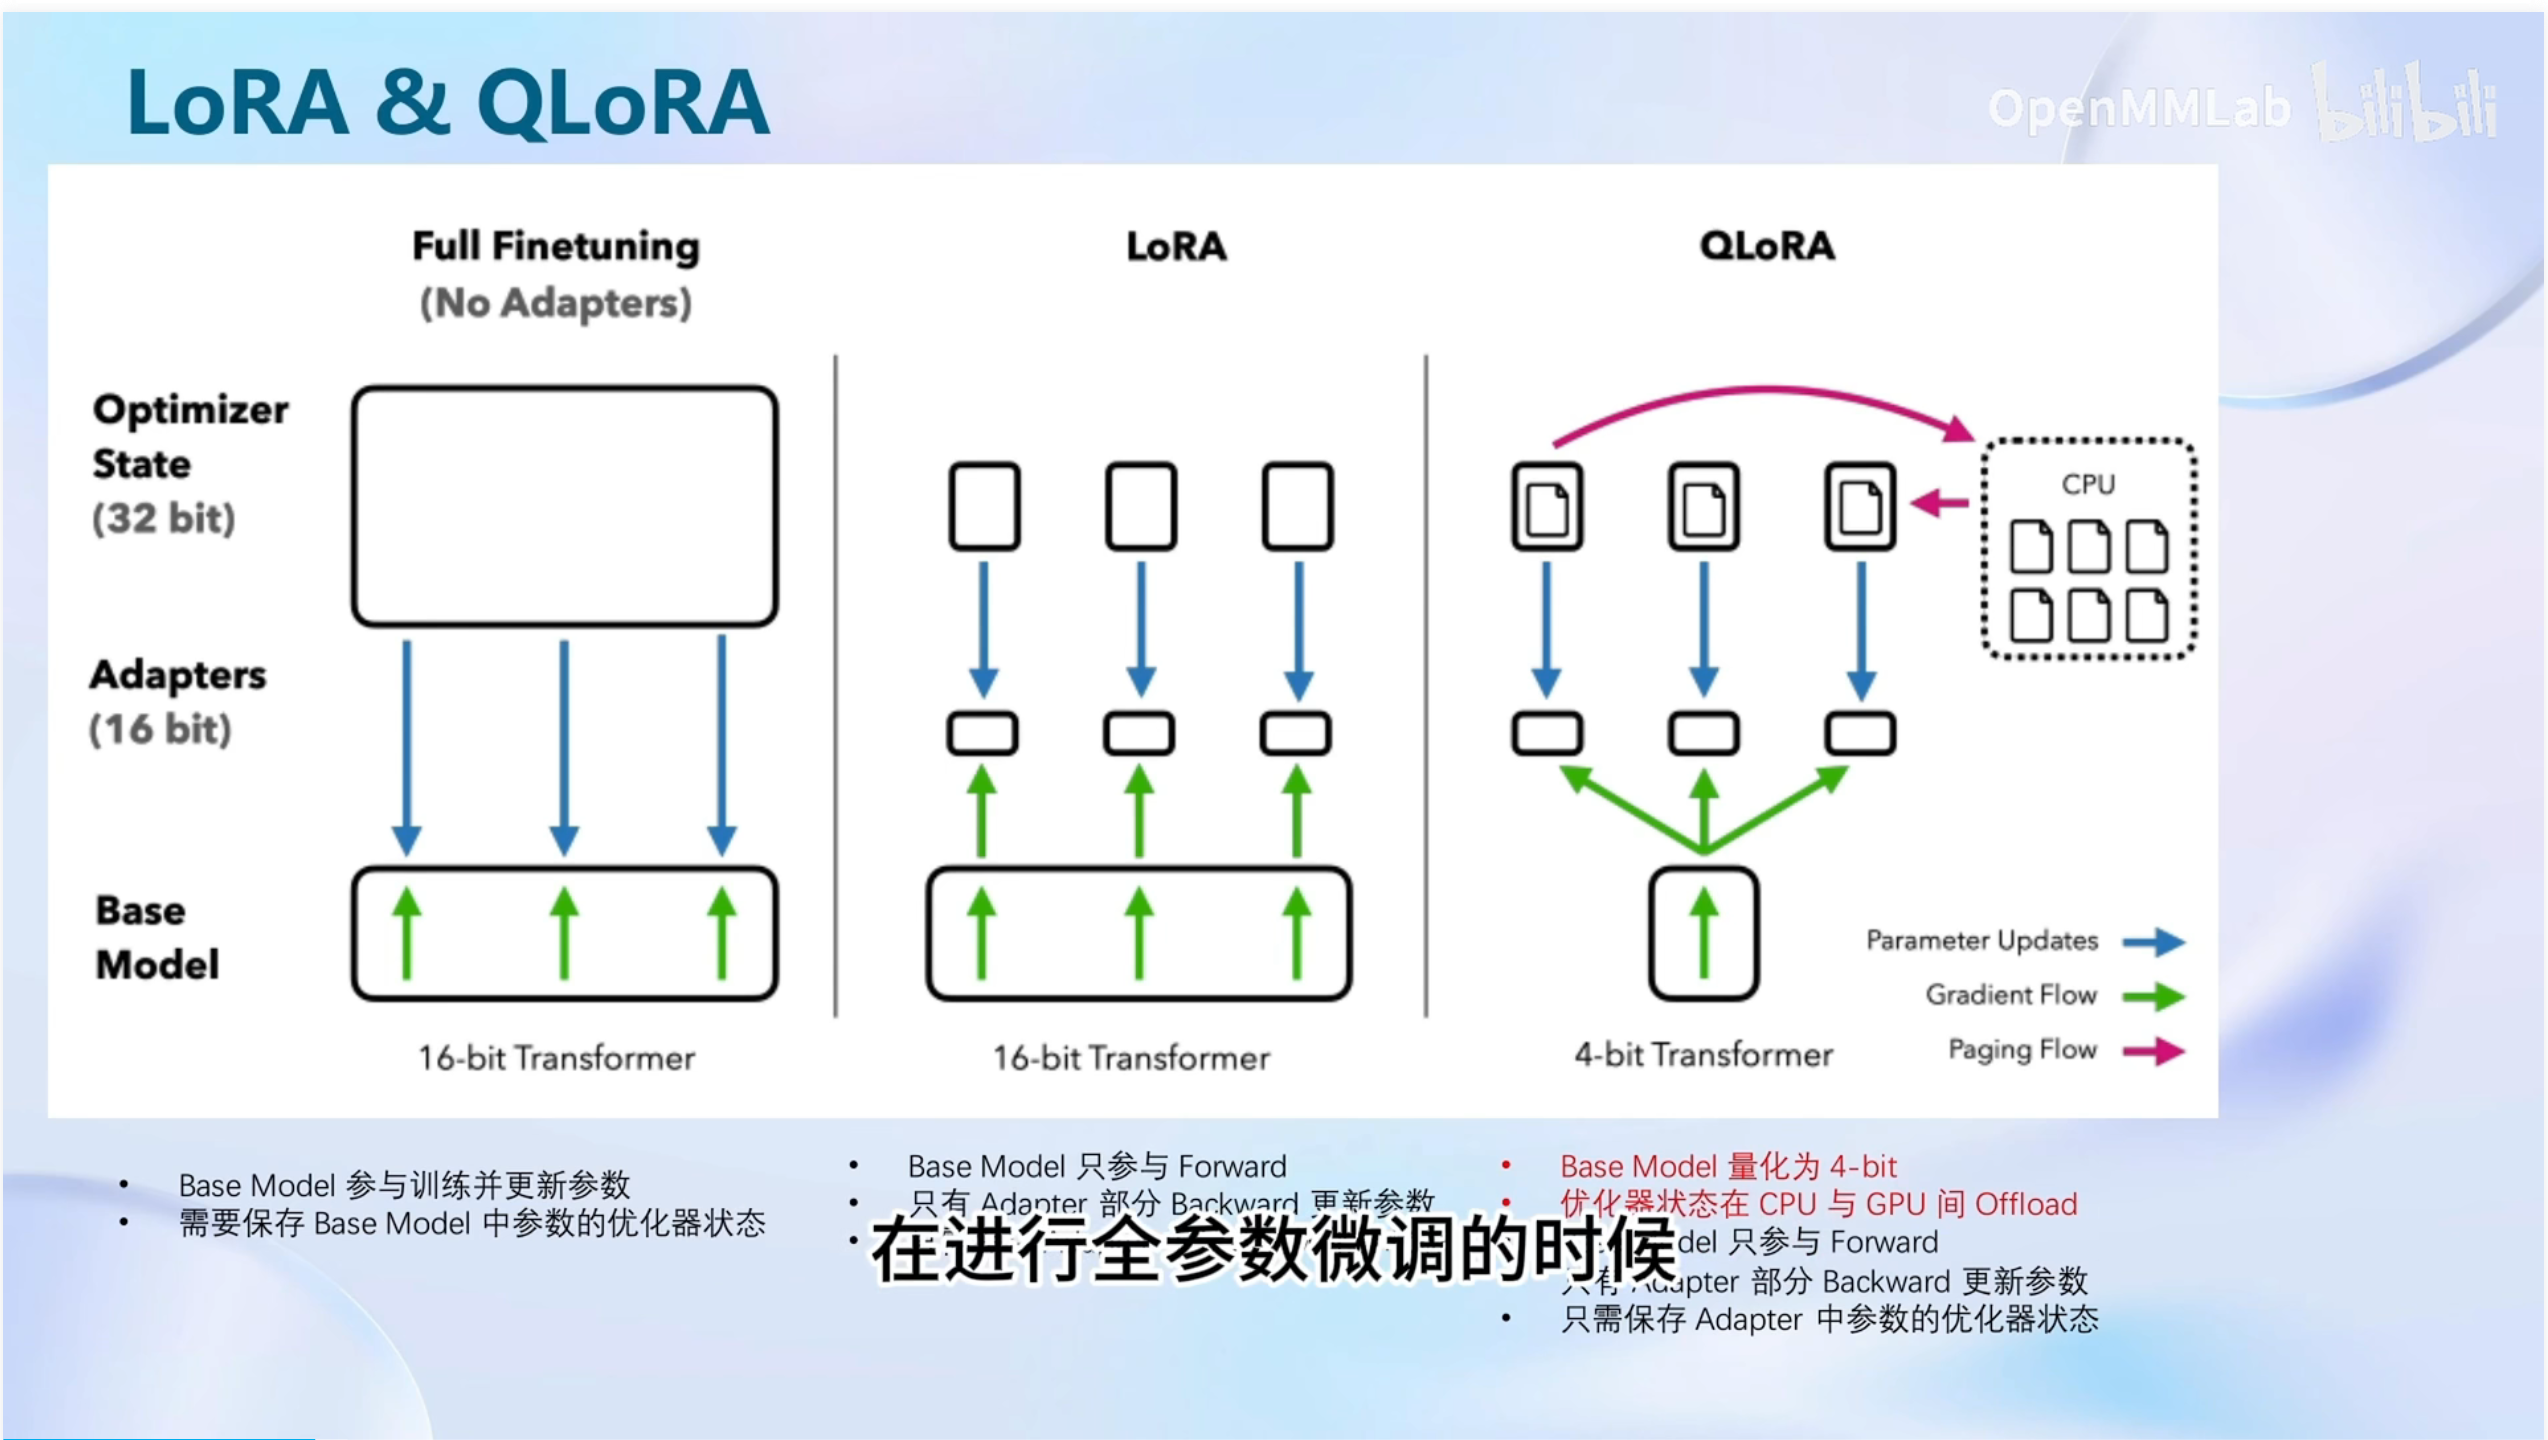 LoRA & QLoRA
OpenMMLab bilibili
Full Finetuning
(No Adapters)
LoRA
QLoRA
Optimizer
State
(32 bit)
CPU
Adapters
(16 bit)
Base
Model
Parameter Updates
Gradient Flow
Paging Flow
16-bit Transformer
16-bit Transformer
4-bit Transformer
• Base Model 参与训练并更新参数
• 需要保存 Base Model 中参数的优化器状态
• Base Model 只参与 Forward
• 只有 Adapter 部分 Backward 更新参数
•
• Base Model 量化为 4-bit
• 优化器状态在 CPU 与 GPU 间 Offload
Model 只参与 Forward
只有 Adapter 部分 Backward 更新参数
• 只需保存 Adapter 中参数的优化器状态
在进行全参数微调的时候